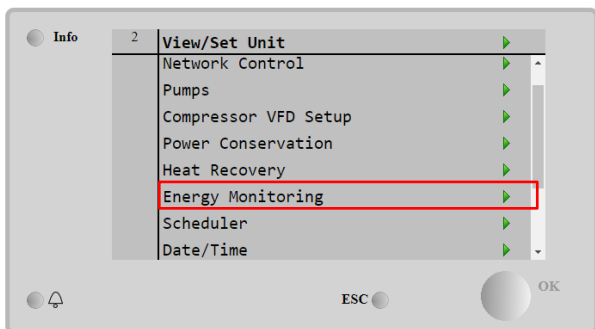 Info
2 View/Set Unit
Network Control
Pumps
Compressor VFD Setup
Power Conservation
Heat Recovery
Energy Monitoring
Scheduler
Date/Time
ESC
OK